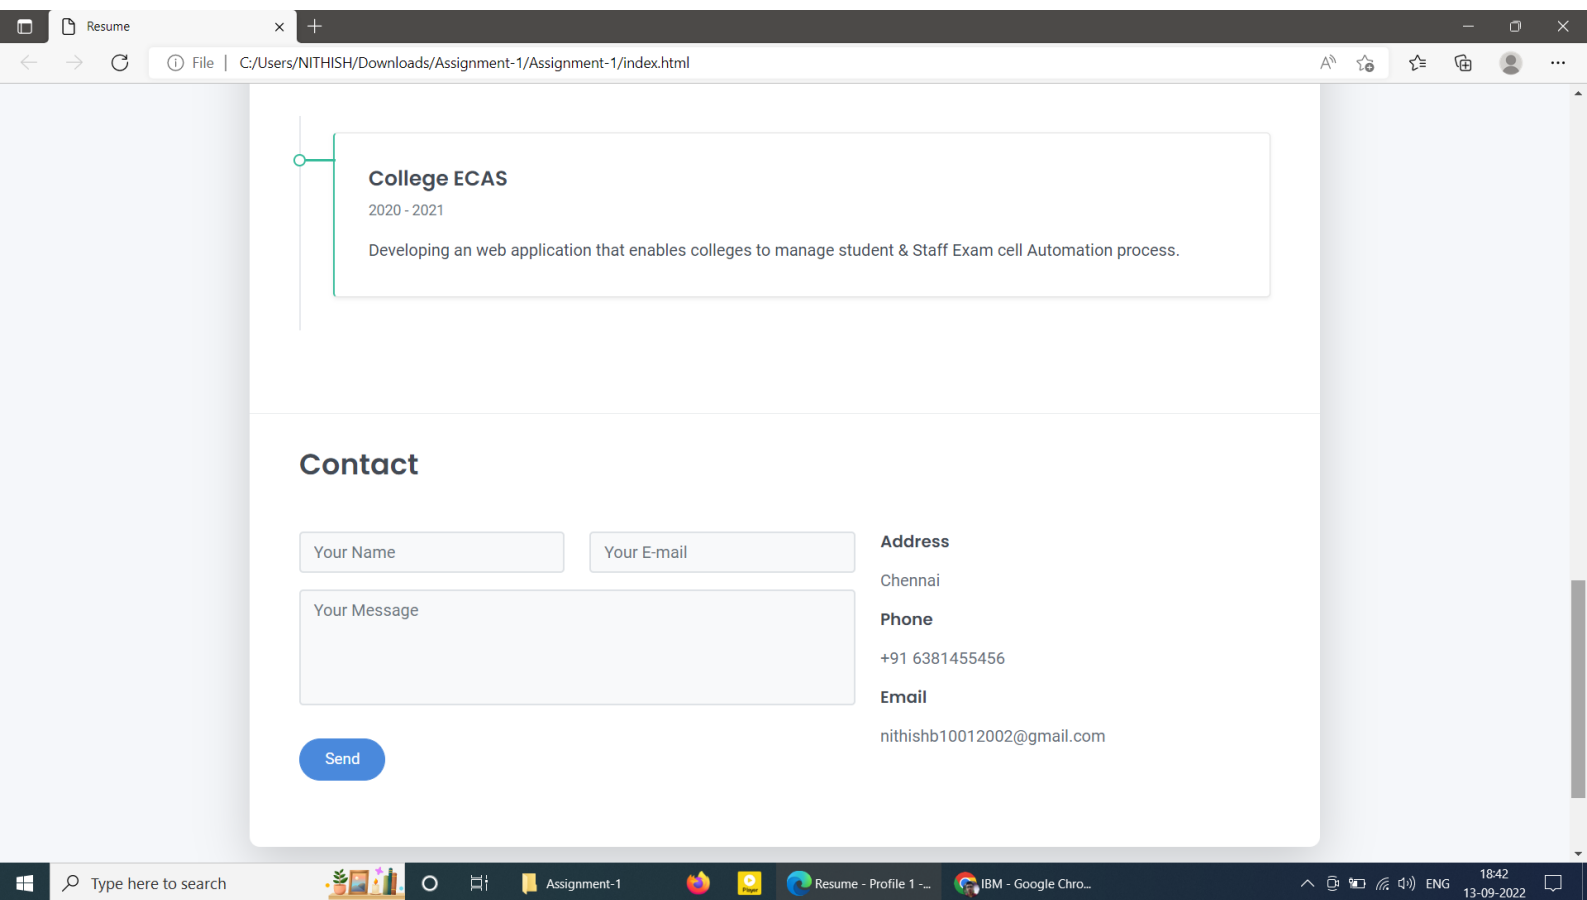 Resume
File
C:/Users/NITHISH/Downloads/Assignment-1/Assignment-1/index.html
College ECAS
2020 - 2021
Developing an web application that enables colleges to manage student & Staff Exam cell Automation process.
Contact
Your Name
Your E-mail
Your Message
Send
Address
Chennai
Phone
+91 6381455456
Email
nithishb10012002@gmail.com
Type here to search
Assignment-1
Player
Resume - Profile 1 -...
IBM - Google Chro...
ENG
18:42
13-09-2022